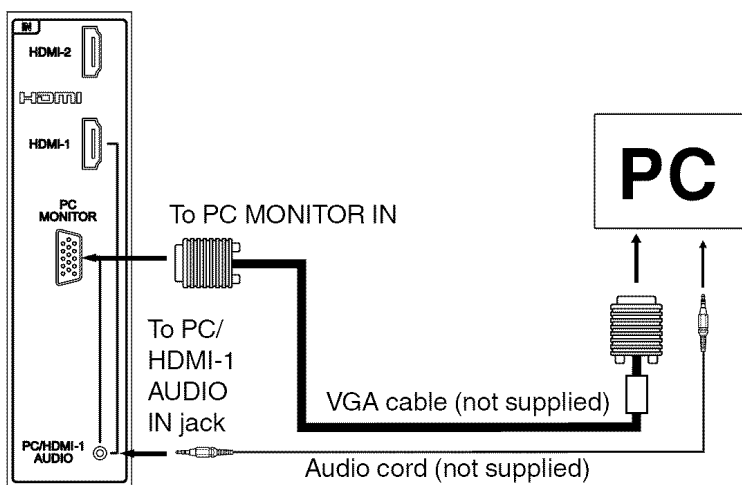 IN
HDMI-2
HDMI
HDMI-1
PC
MONITOR
PC/HDMI-1
AUDIO
To PC MONITOR IN
To PC/
HDMI-1
AUDIO
IN jack
VGA cable (not supplied)
Audio cord (not supplied)
PC